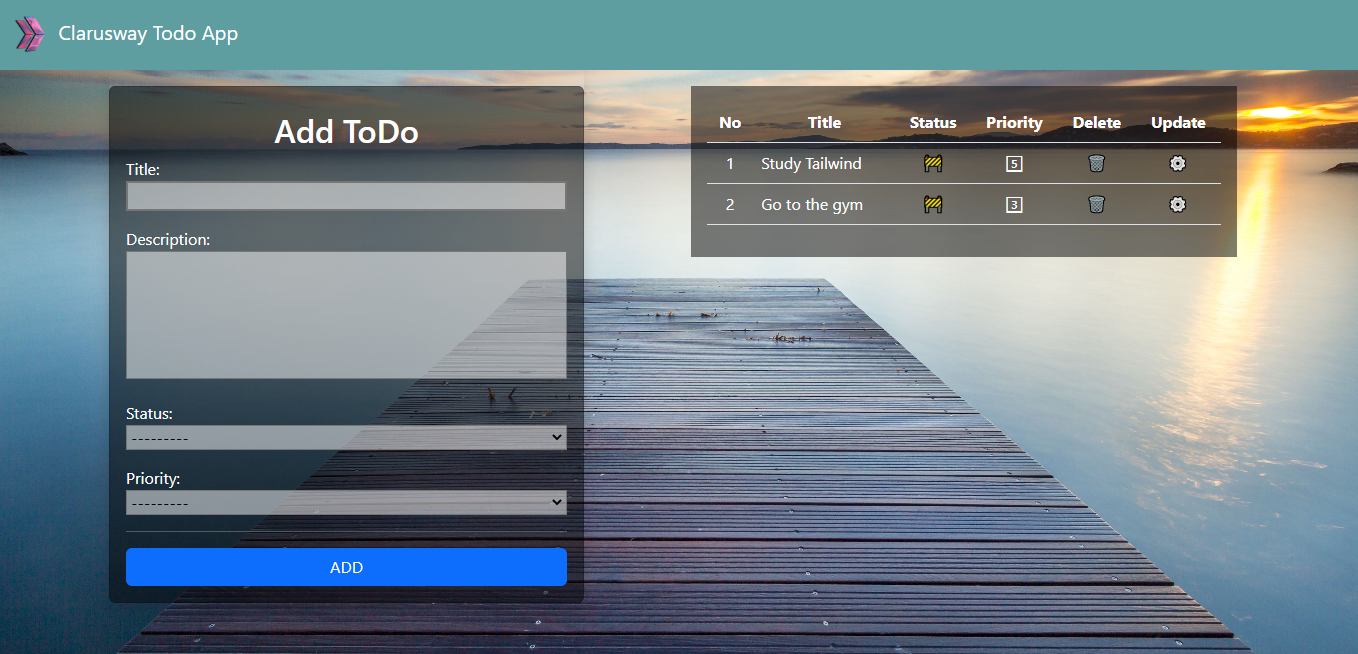 Clarusway Todo App
Add ToDo
Title:
Description:
Status:
---------
Priority:
---------
ADD
No Title Status Priority Delete Update
1 Study Tailwind 5
2 Go to the gym 3